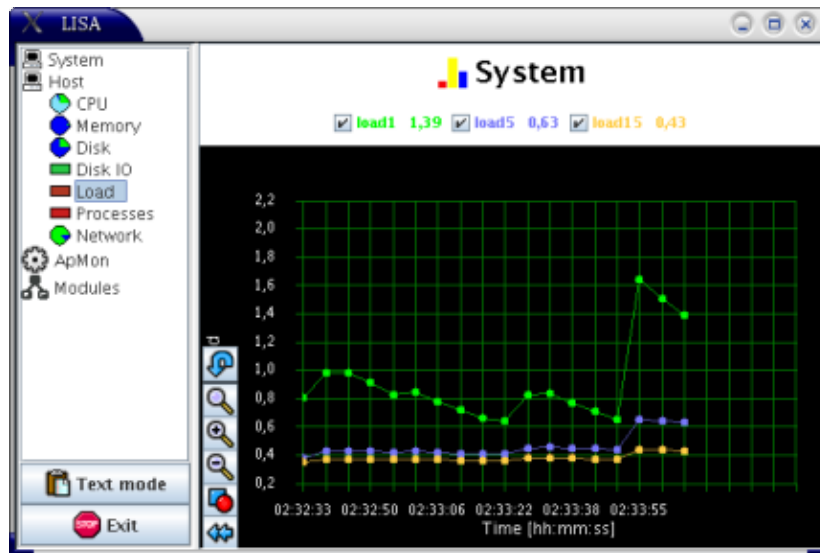 LISA
System
Host
CPU
Memory
Disk
Disk IO
Load
Processes
Network
ApMon
Modules
Text mode
STOP Exit
System
load1 1,39 load5 0,63 load15 0,43
2,2
2,0
1,8
1,6
1,4
1,2
1,0
0,8
0,6
0,4
0,2
02:32:33 02:32:50 02:33:06 02:33:22 02:33:38 02:33:55
Time [hh:mm:ss]